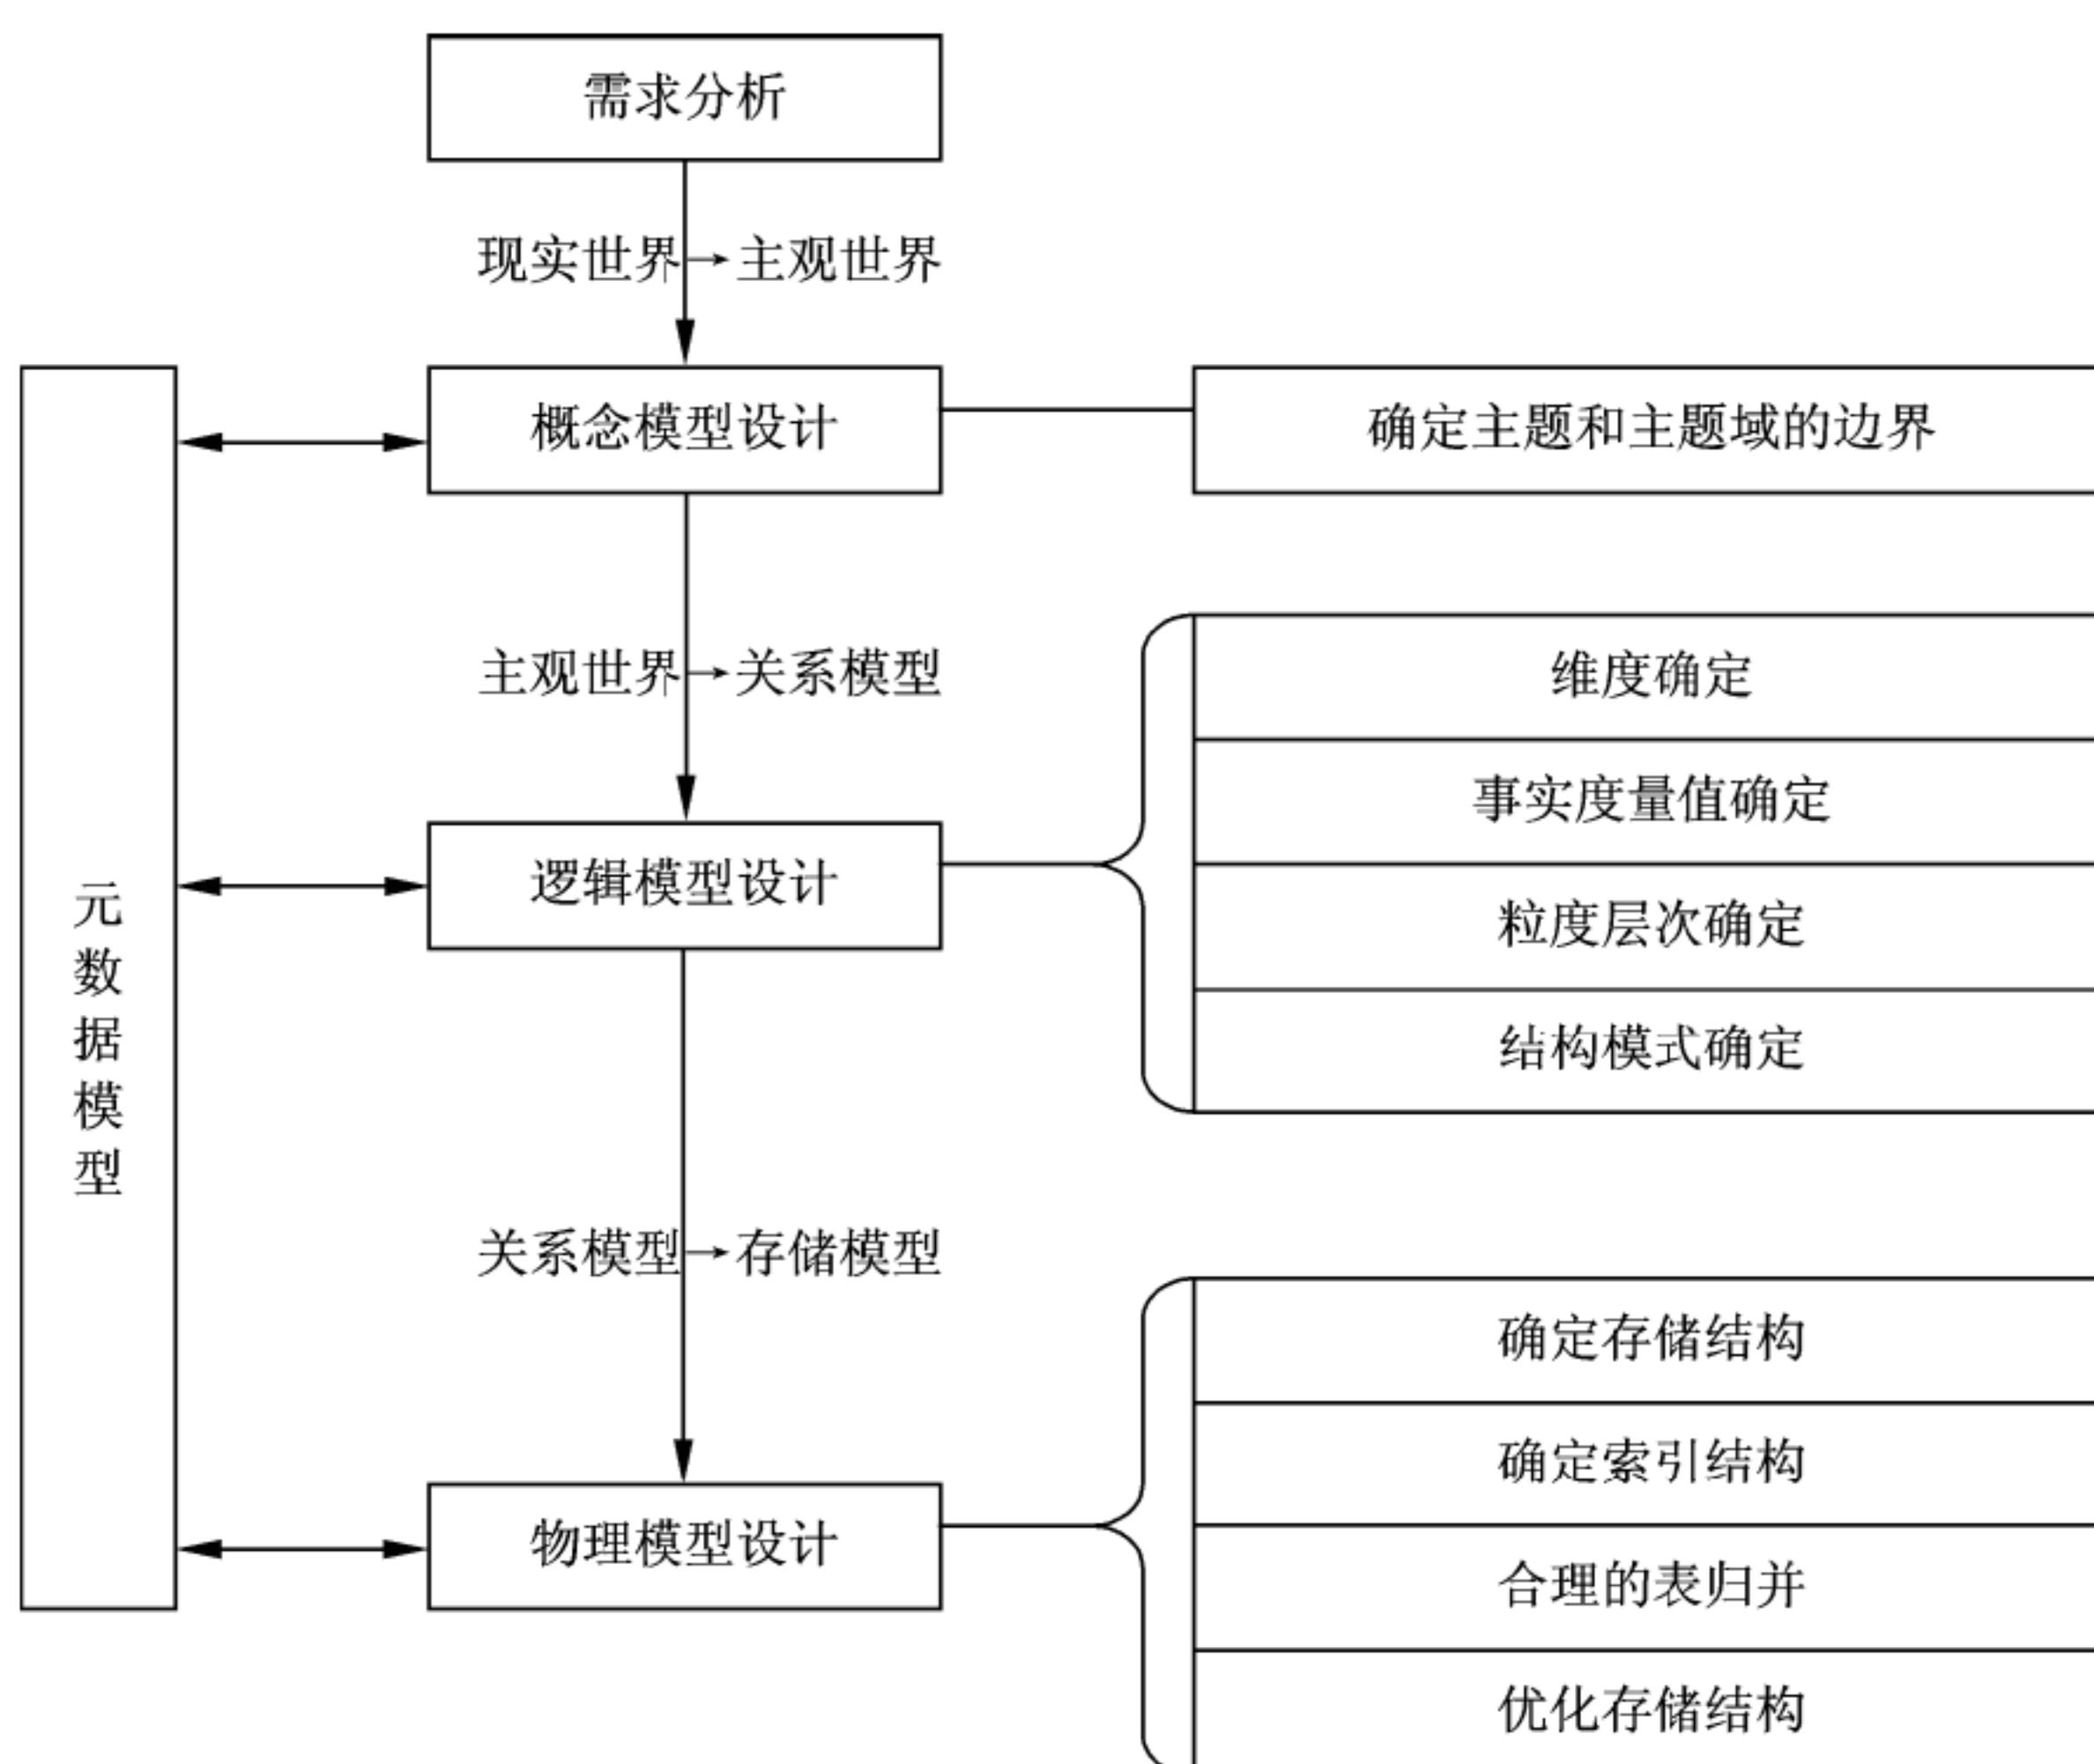 需求分析
现实世界→主观世界
概念模型设计
确定主题和主题域的边界
主观世界→关系模型
维度确定
事实度量值确定
逻辑模型设计
粒度层次确定
结构模式确定
元数据模型
关系模型→存储模型
确定存储结构
确定索引结构
物理模型设计
合理的表归并
优化存储结构